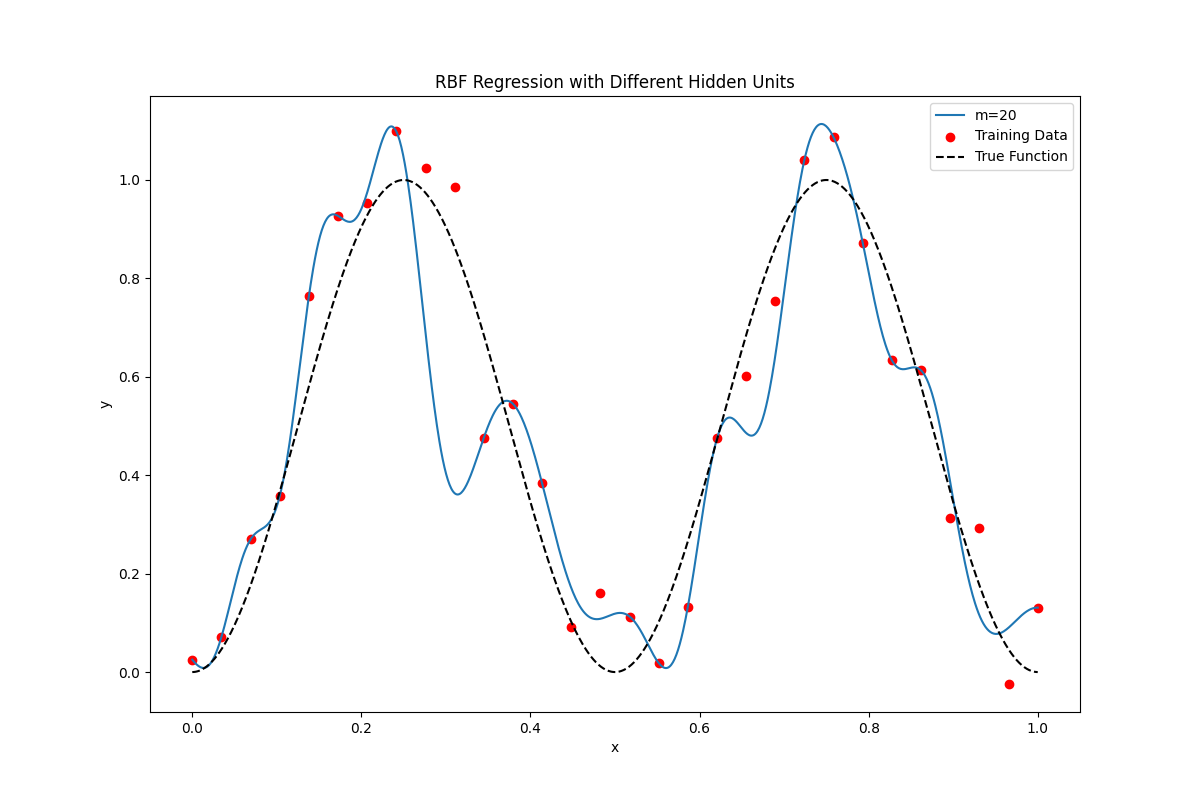 RBF Regression with Different Hidden Units
m=20
Training Data
True Function
1.0
0.8
0.6
0.4
0.2
0.0
y
0.0 0.2 0.4 0.6 0.8 1.0
x